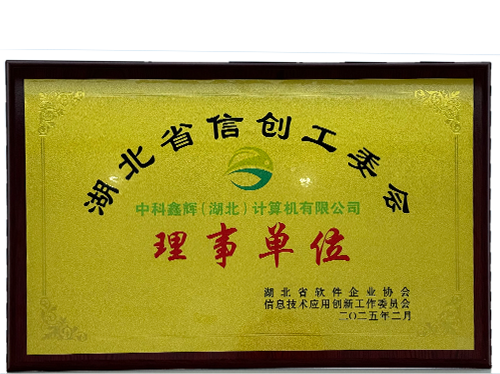 湖北省信创工委会
中科鑫辉(湖北)计算机有限公司
理事单位
湖北省软件企业协会
信息技术应用创新工作委员会
二〇二五年二月